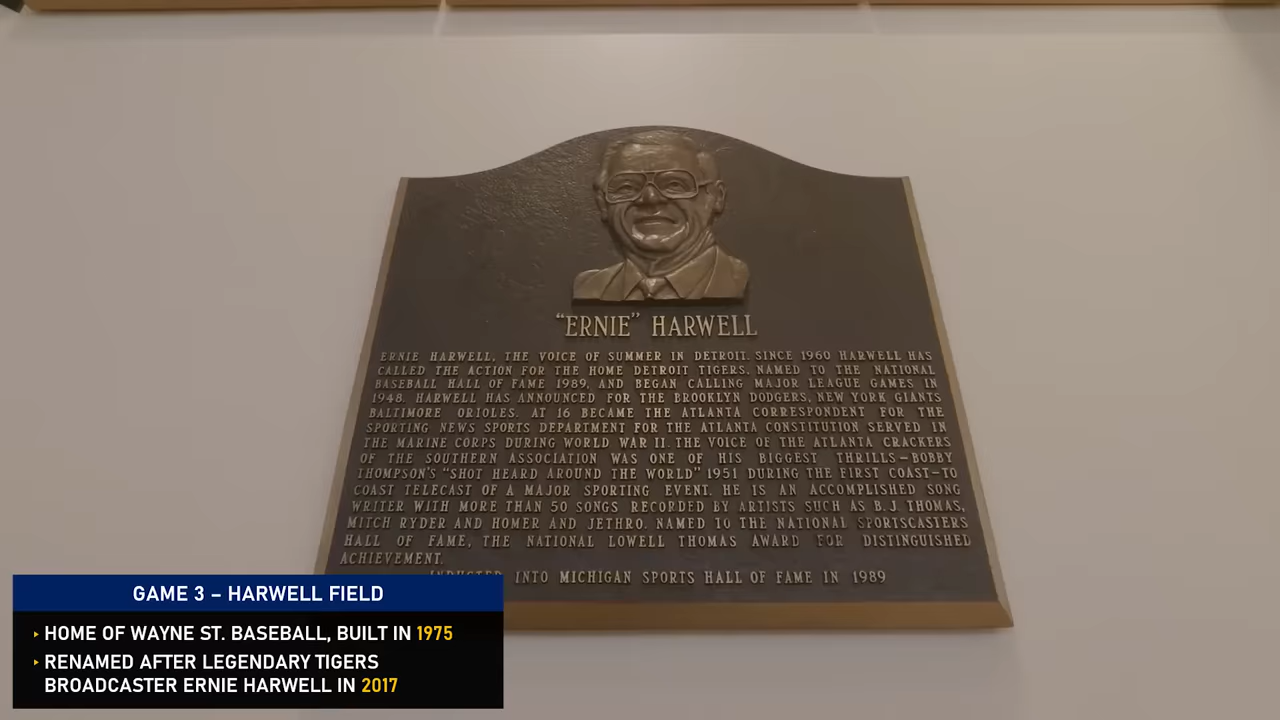 "ERNIE" HARWELL
ERNIE HARWELL, THE VOICE OF SUMMER IN DETROIT. SINCE 1960 HARWELL HAS
CALLED THE ACTION FOR THE HOME DETROIT TIGERS. NAMED TO THE NATIONAL
BASEBALL HALL OF FAME 1989, AND BEGAN CALLING MAJOR LEAGUE GAMES IN
1948. HARWELL HAS ANNOUNCED FOR THE BROOKLYN DODGERS, NEW YORK GIANTS
BALTIMORE ORIOLES. AT 16 BECAME THE ATLANTA CORRESPONDENT FOR THE
SPORTING NEWS SPORTS DEPARTMENT FOR THE ATLANTA CONSTITUTION SERVED IN
THE MARINE CORPS DURING WORLD WAR II. THE VOICE OF THE ATLANTA CRACKERS
OF THE SOUTHERN ASSOCIATION WAS ONE OF HIS BIGGEST THRILLS–BOBBY
THOMPSON'S "SHOT HEARD AROUND THE WORLD" 1951 DURING THE FIRST COAST–TO
COAST TELECAST OF A MAJOR SPORTING EVENT. HE IS AN ACCOMPLISHED SONG
WRITER WITH MORE THAN 50 SONGS RECORDED BY ARTISTS SUCH AS B.J. THOMAS,
MITCH RYDER AND HOMER AND JETHRO. NAMED TO THE NATIONAL SPORTSCASTERS
HALL OF FAME, THE NATIONAL LOWELL THOMAS AWARD FOR DISTINGUISHED
ACHIEVEMENT.
INDUCTED INTO MICHIGAN SPORTS HALL OF FAME IN 1989
GAME 3 – HARWELL FIELD
HOME OF WAYNE ST. BASEBALL, BUILT IN 1975
RENAMED AFTER LEGENDARY TIGERS
BROADCASTER ERNIE HARWELL IN 2017